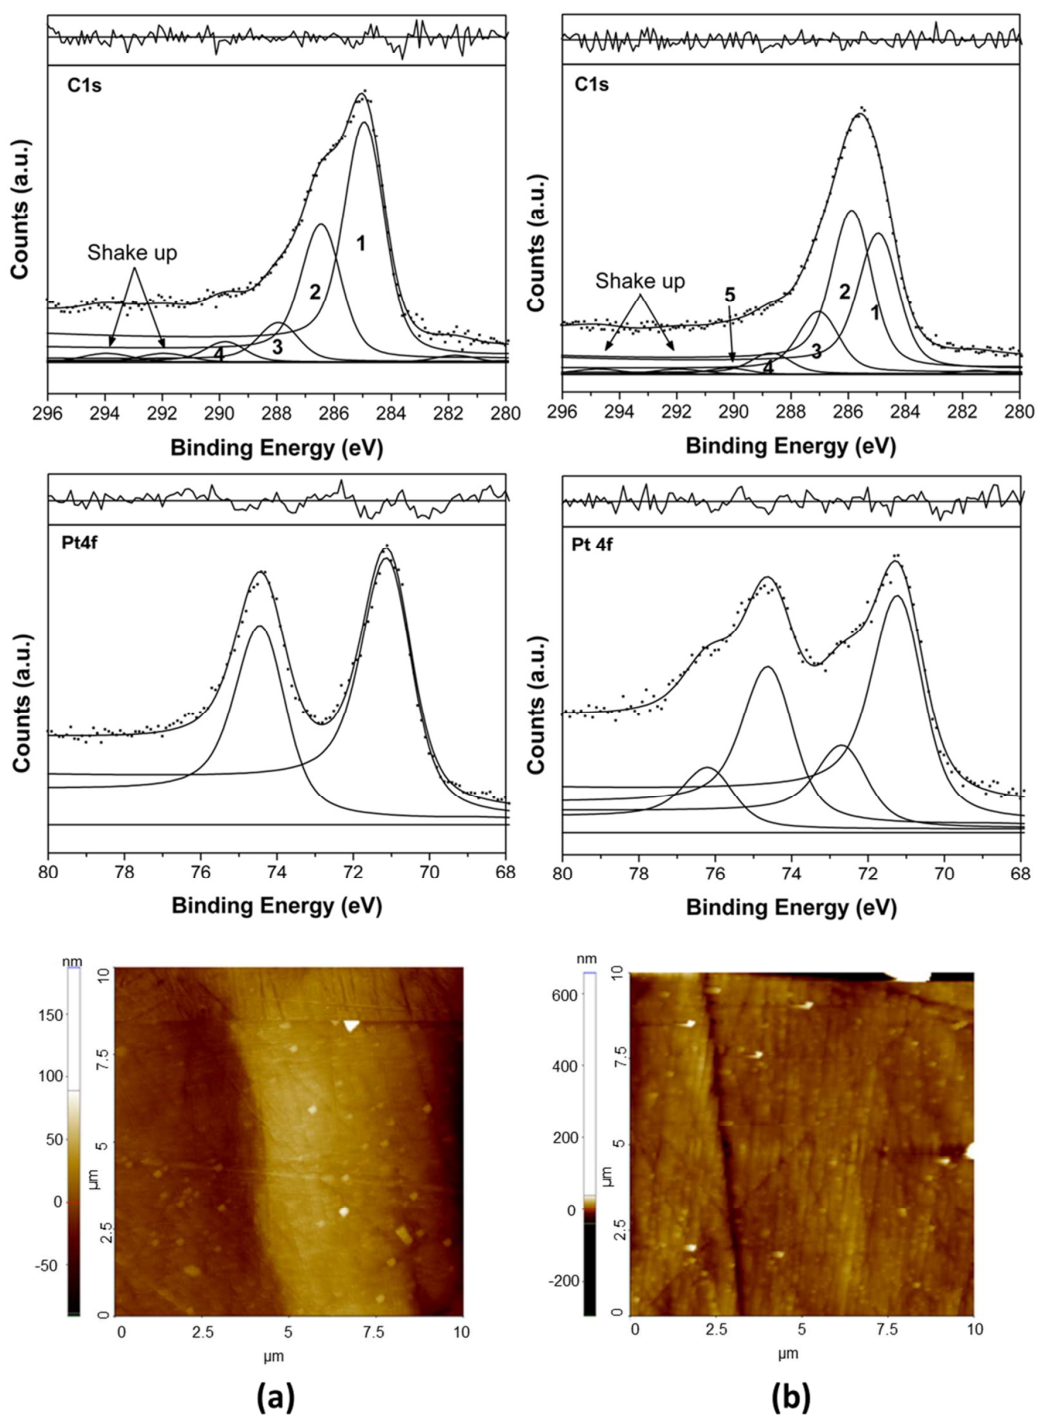 C1s
Shake up
1
2
3
4
Counts (a.u.)
296 294 292 290 288 286 284 282 280
Binding Energy (eV)
C1s
Shake up
5
2
1
3
4
Counts (a.u.)
296 294 292 290 288 286 284 282 280
Binding Energy (eV)
Pt4f
Counts (a.u.)
80 78 76 74 72 70 68
Binding Energy (eV)
Pt 4f
Counts (a.u.)
80 78 76 74 72 70 68
Binding Energy (eV)
nm
150
100
50
0
-50
10
7.5
5
µm
2.5
0
0 2.5 5 7.5 10
µm
nm
600
400
200
0
-200
10
7.5
5
µm
2.5
0
0 2.5 5 7.5 10
µm
(a)
(b)